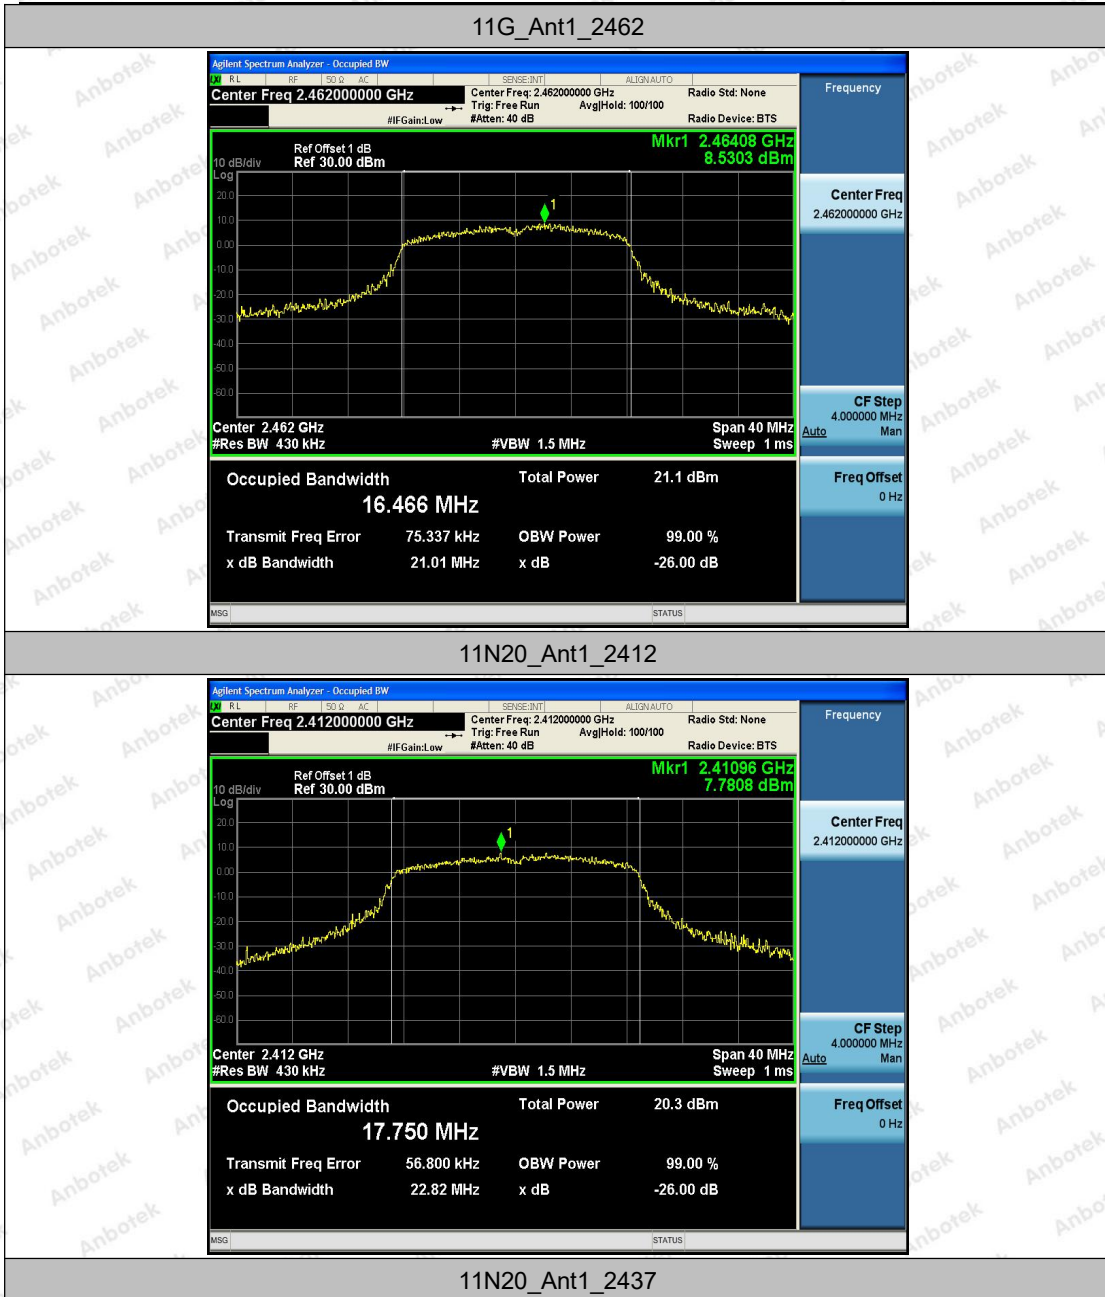 11G_Ant1_2462
Agilent Spectrum Analyzer - Occupied BW
LXI RL RF 50 Ω AC SENSE:INT ALIGNAUTO
Center Freq 2.462000000 GHz Center Freq: 2.462000000 GHz Radio Std: None
Trig: Free Run Avg|Hold: 100/100
#IFGain:Low #Atten: 40 dB Radio Device: BTS
Ref Offset 1 dB Mkr1 2.46408 GHz
10 dB/div Ref 30.00 dBm 8.5303 dBm
Log
20.0
10.0
0.00
-10.0
-20.0
-30.0
-40.0
-50.0
-60.0
1
Center 2.462 GHz Span 40 MHz
#Res BW 430 kHz #VBW 1.5 MHz Sweep 1 ms
Occupied Bandwidth Total Power 21.1 dBm
16.466 MHz
Transmit Freq Error 75.337 kHz OBW Power 99.00 %
x dB Bandwidth 21.01 MHz x dB -26.00 dB
MSG STATUS
Frequency
Center Freq
2.462000000 GHz
CF Step
4.000000 MHz
Auto Man
Freq Offset
0 Hz
11N20_Ant1_2412
Agilent Spectrum Analyzer - Occupied BW
LXI RL RF 50 Ω AC SENSE:INT ALIGNAUTO
Center Freq 2.412000000 GHz Center Freq: 2.412000000 GHz Radio Std: None
Trig: Free Run Avg|Hold: 100/100
#IFGain:Low #Atten: 40 dB Radio Device: BTS
Ref Offset 1 dB Mkr1 2.41096 GHz
10 dB/div Ref 30.00 dBm 7.7808 dBm
Log
20.0
10.0
0.00
-10.0
-20.0
-30.0
-40.0
-50.0
-60.0
1
Center 2.412 GHz Span 40 MHz
#Res BW 430 kHz #VBW 1.5 MHz Sweep 1 ms
Occupied Bandwidth Total Power 20.3 dBm
17.750 MHz
Transmit Freq Error 56.800 kHz OBW Power 99.00 %
x dB Bandwidth 22.82 MHz x dB -26.00 dB
MSG STATUS
Frequency
Center Freq
2.412000000 GHz
CF Step
4.000000 MHz
Auto Man
Freq Offset
0 Hz
11N20_Ant1_2437
Anbotek